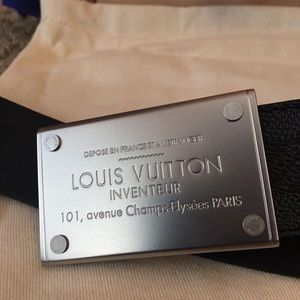 DEPOSE EN FRANCE ET A L'ETRANGER
LOUIS VUITTON
INVENTEUR
101, avenue Champs Elysées PARIS